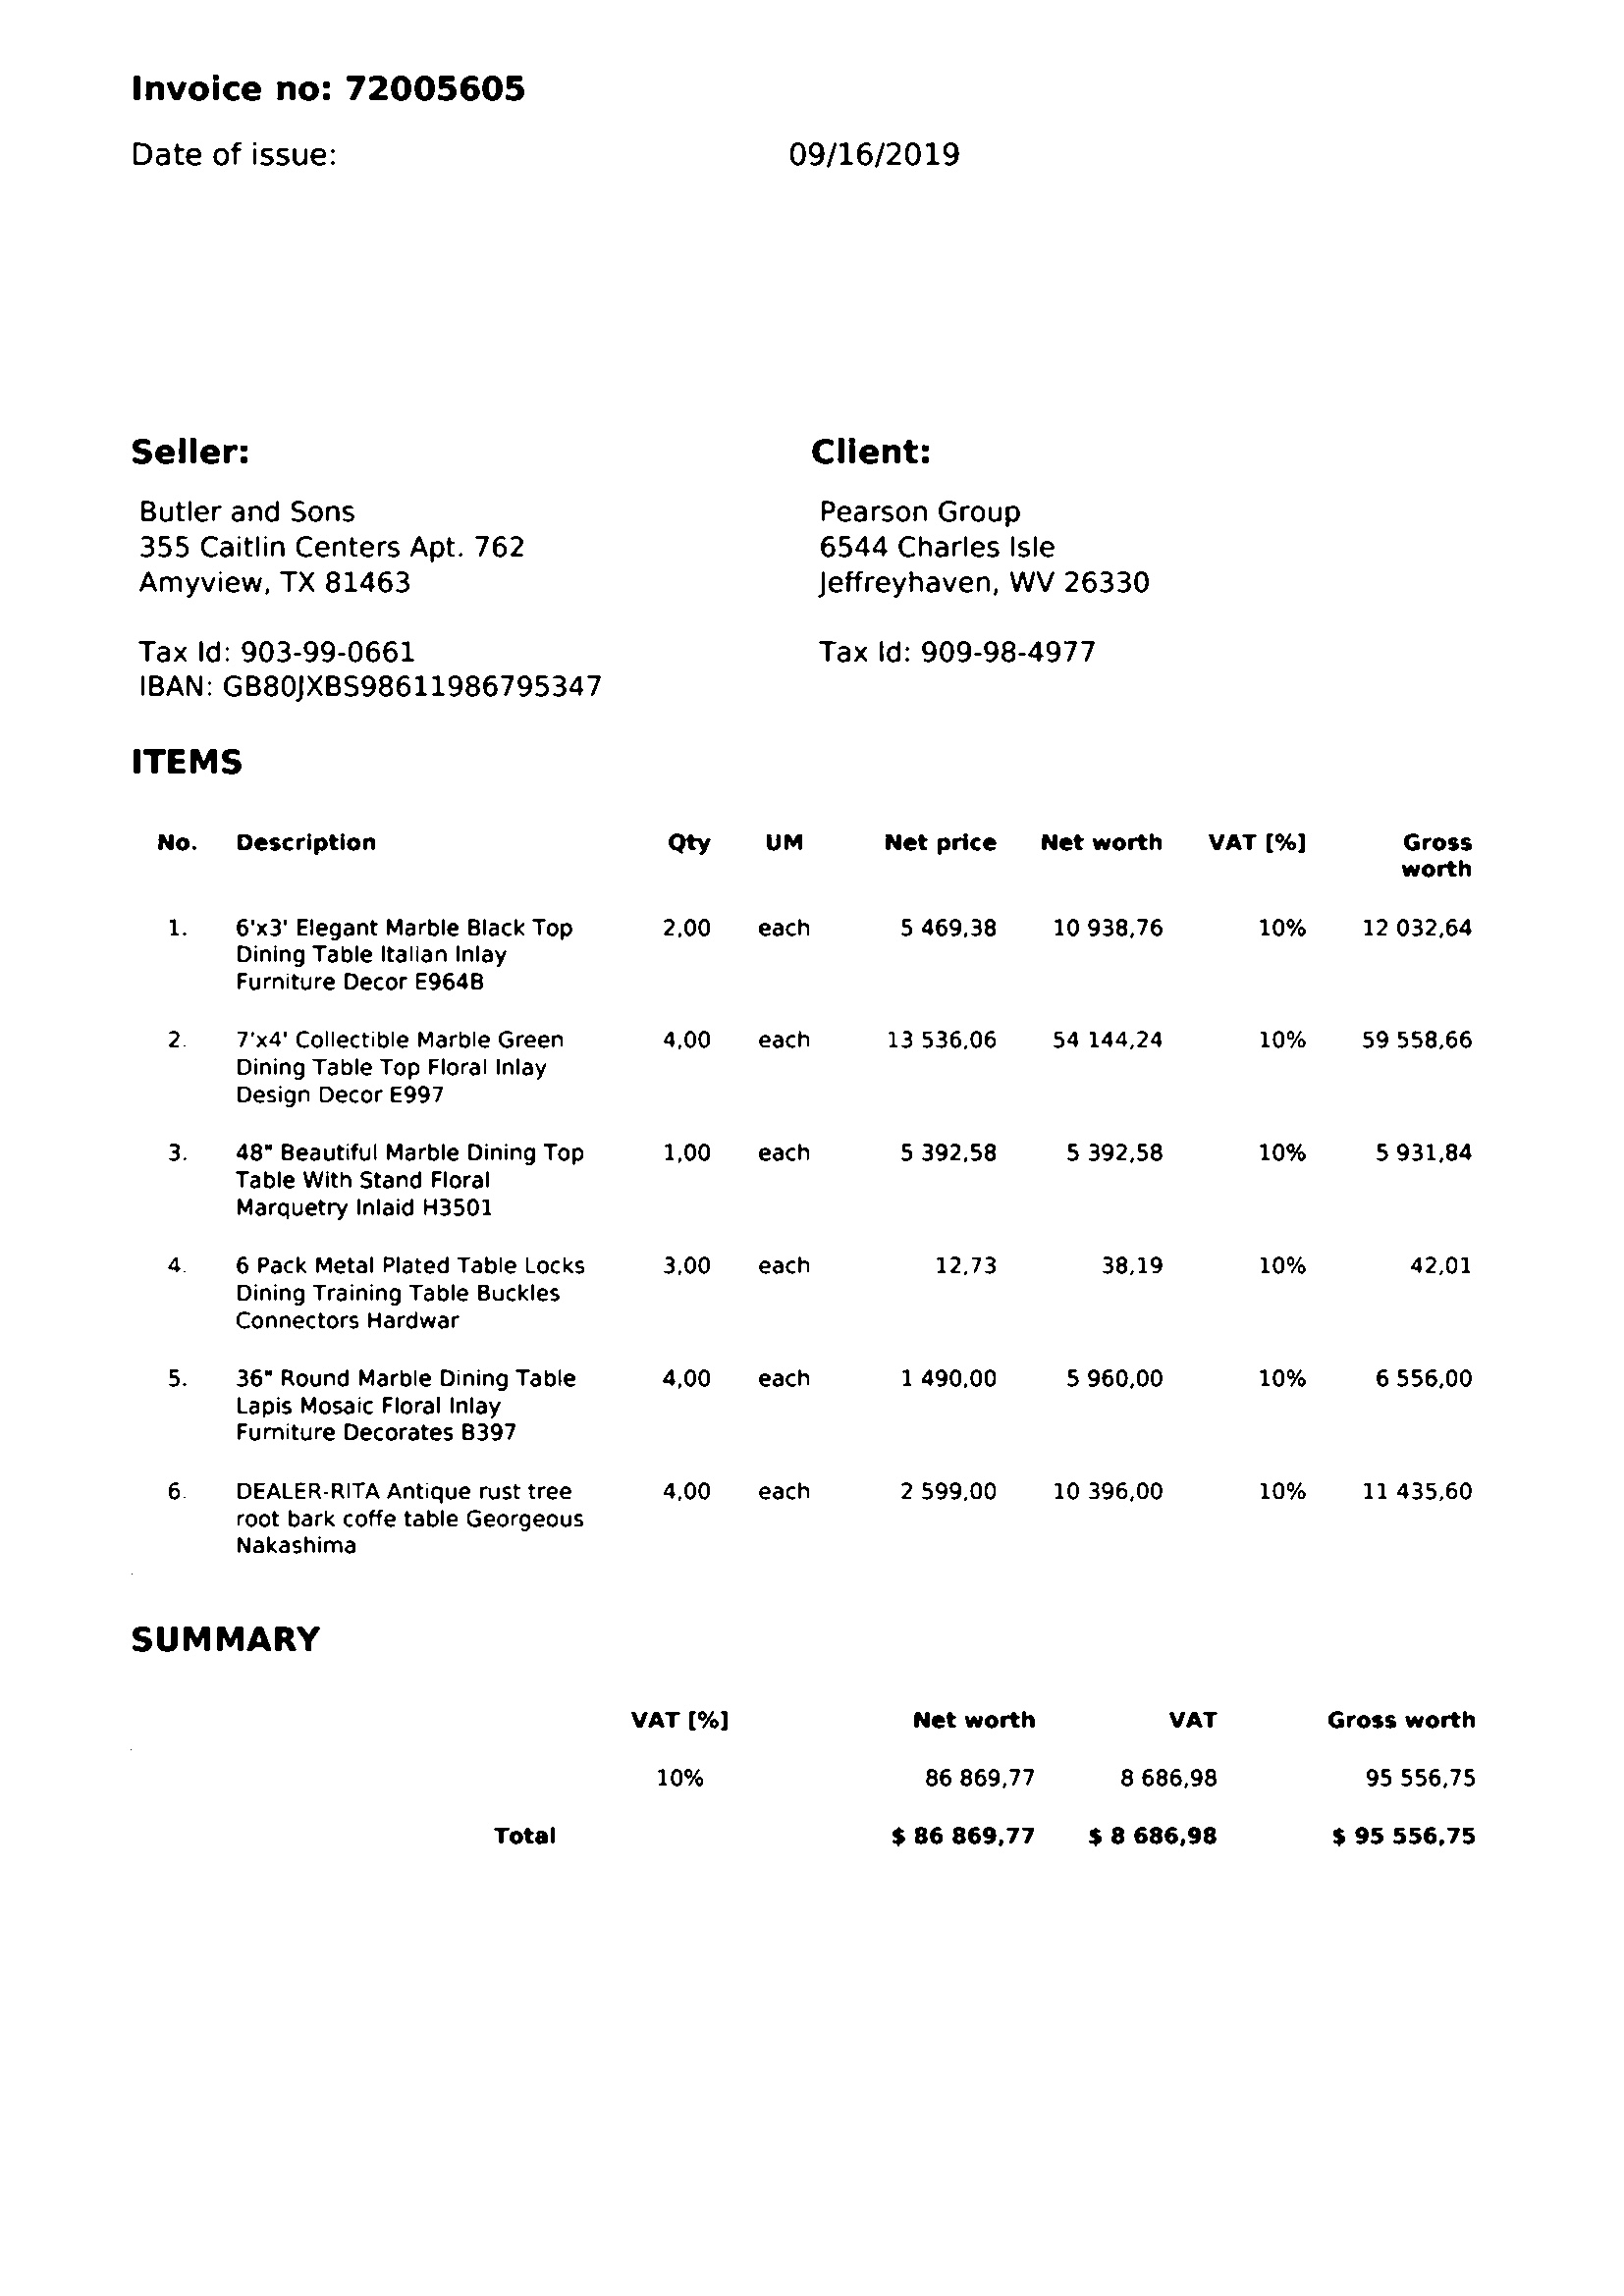 Invoice no: 72005605
Date of issue: 09/16/2019
Seller: Client:
Butler and Sons Pearson Group
355 Caitlin Centers Apt. 762 6544 Charles Isle
Amyview, TX 81463 Jeffreyhaven, WV 26330
Tax Id: 903-99-0661 Tax Id: 909-98-4977
IBAN: GB80JXBS98611986795347
ITEMS
No. Description Qty UM Net price Net worth VAT [%] Gross
worth
1. 6'x3' Elegant Marble Black Top 2,00 each 5 469,38 10 938,76 10% 12 032,64
Dining Table Italian Inlay
Furniture Decor E964B
2. 7'x4' Collectible Marble Green 4,00 each 13 536,06 54 144,24 10% 59 558,66
Dining Table Top Floral Inlay
Design Decor E997
3. 48" Beautiful Marble Dining Top 1,00 each 5 392,58 5 392,58 10% 5 931,84
Table With Stand Floral
Marquetry Inlaid H3501
4. 6 Pack Metal Plated Table Locks 3,00 each 12,73 38,19 10% 42,01
Dining Training Table Buckles
Connectors Hardwar
5. 36" Round Marble Dining Table 4,00 each 1 490,00 5 960,00 10% 6 556,00
Lapis Mosaic Floral Inlay
Furniture Decorates B397
6. DEALER-RITA Antique rust tree 4,00 each 2 599,00 10 396,00 10% 11 435,60
root bark coffe table Georgeous
Nakashima
SUMMARY
VAT [%] Net worth VAT Gross worth
10% 86 869,77 8 686,98 95 556,75
Total $ 86 869,77 $ 8 686,98 $ 95 556,75